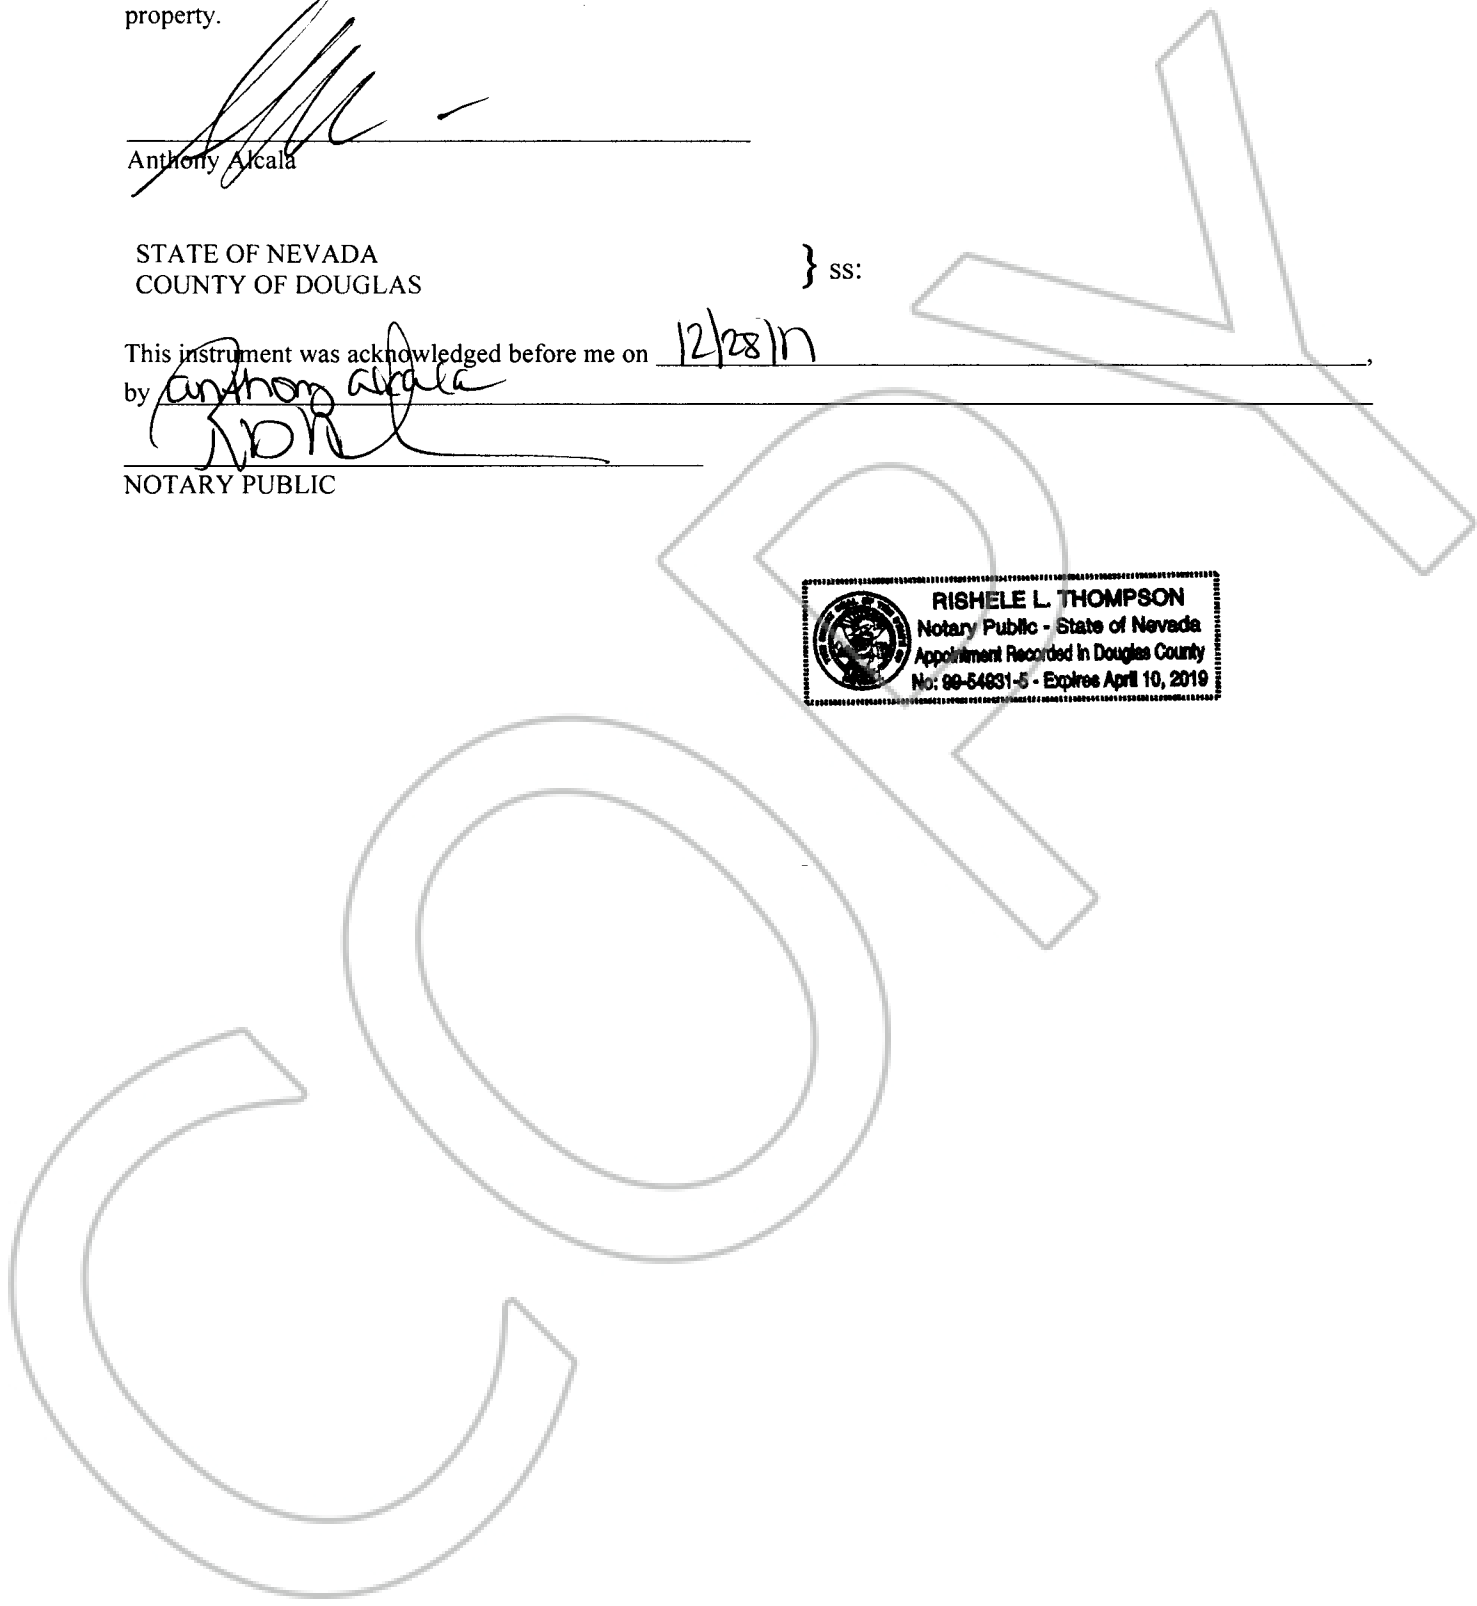 property.
Anthony Alcala
STATE OF NEVADA
COUNTY OF DOUGLAS
} ss:
This instrument was acknowledged before me on 12/28/17,
by anthony alcala
NOTARY PUBLIC
RISHELE L. THOMPSON
Notary Public - State of Nevada
Appointment Recorded in Douglas County
No: 99-54931-5 - Expires April 10, 2019
COPY